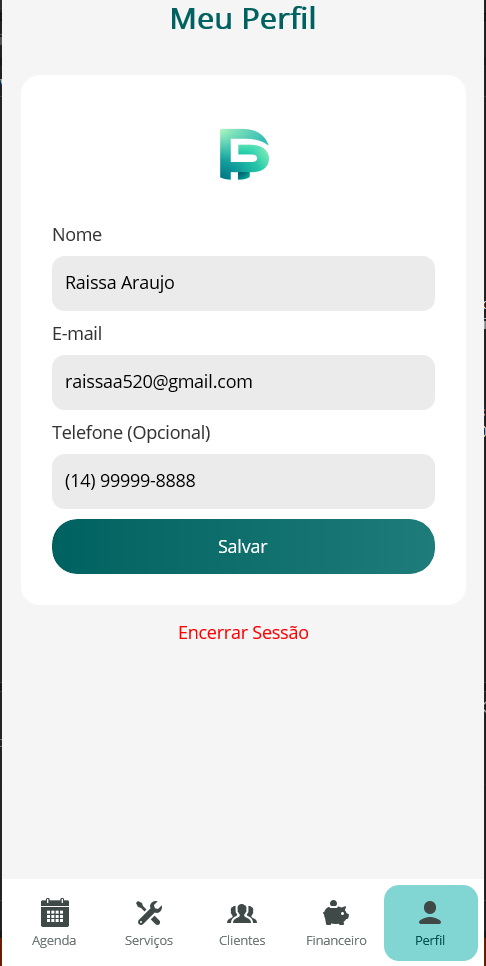 Meu Perfil
Nome
Raissa Araujo
E-mail
raissaa520@gmail.com
Telefone (Opcional)
(14) 99999-8888
Salvar
Encerrar Sessão
Agenda
Serviços
Clientes
Financeiro
Perfil